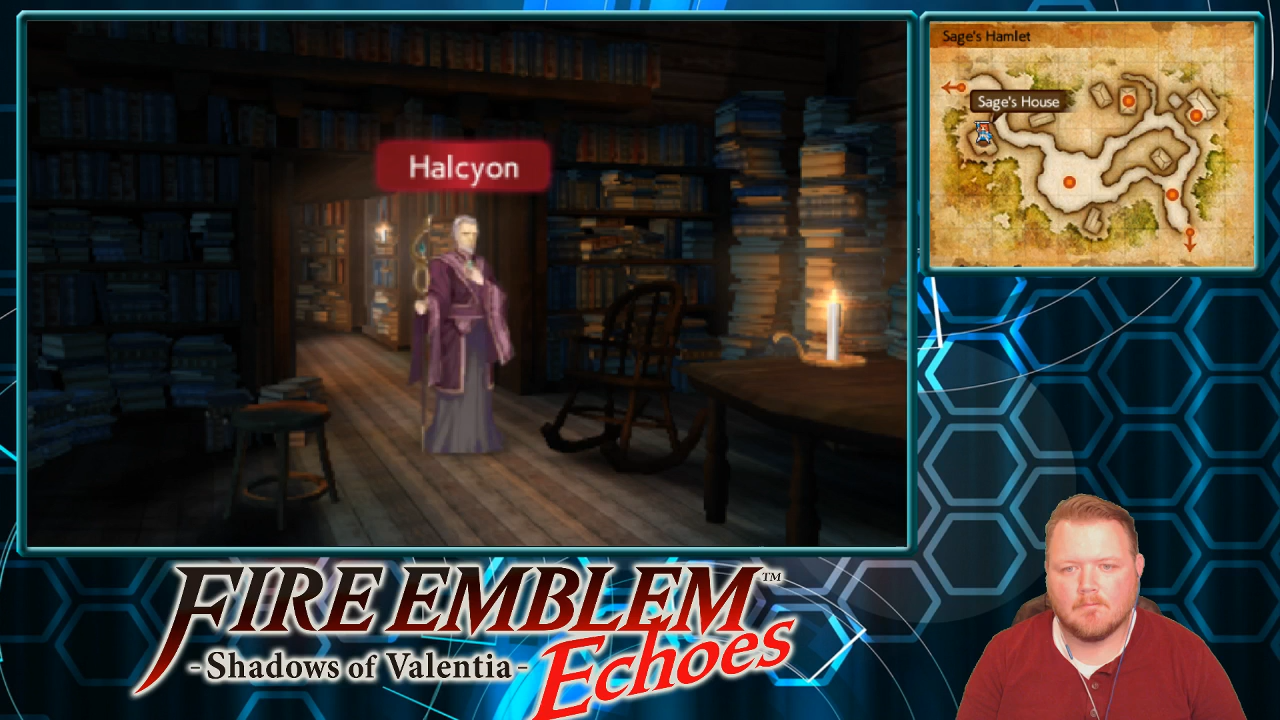 Halcyon
Sage's Hamlet
Sage's House
FIRE EMBLEM™
Echoes
-Shadows of Valentia-